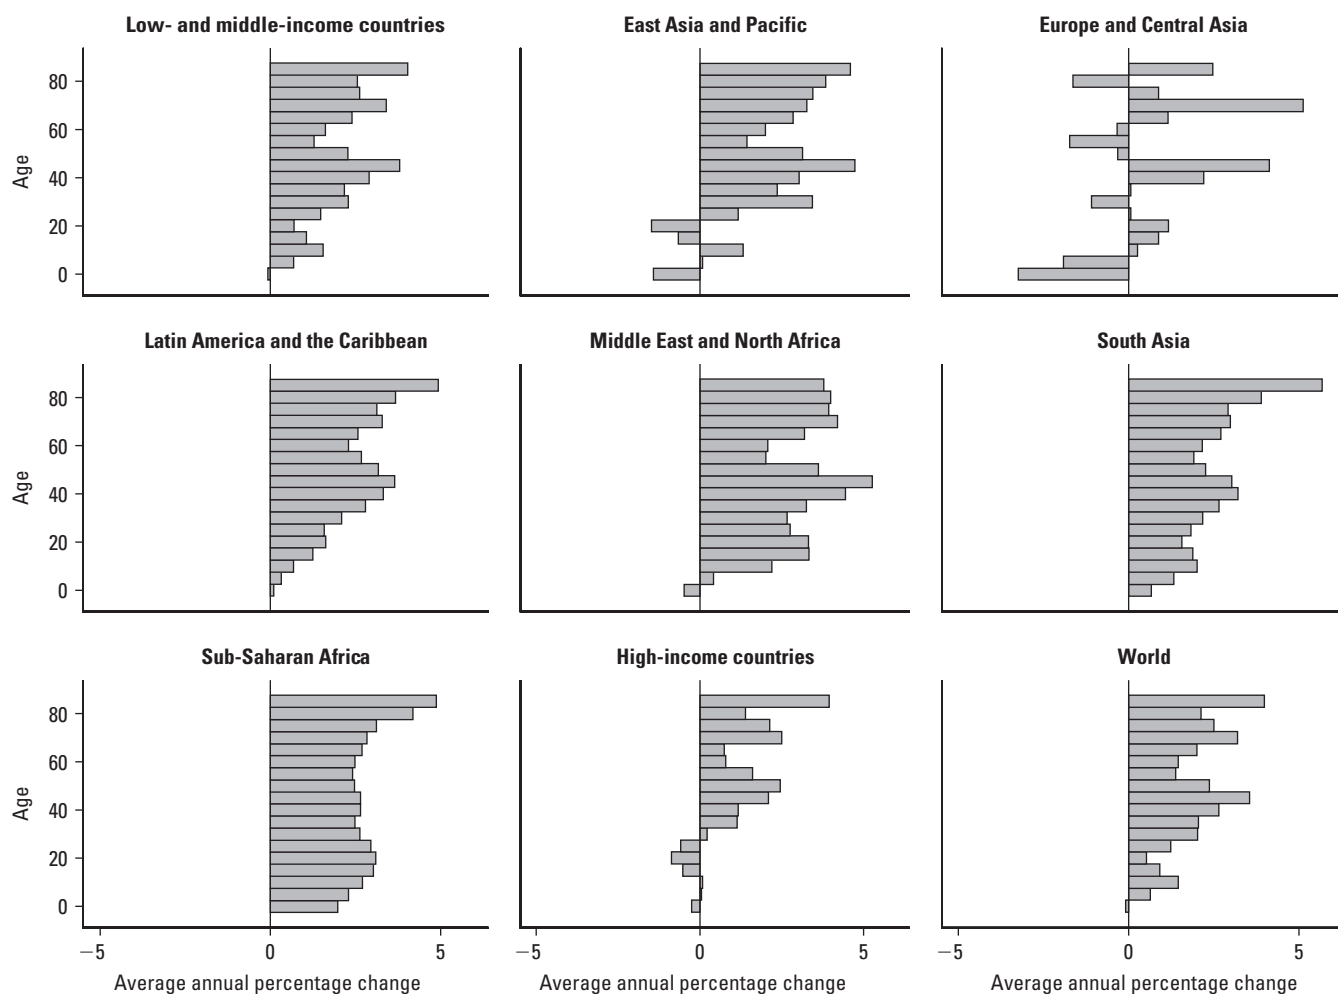 Low- and middle-income countries
East Asia and Pacific
Europe and Central Asia
Age
80
60
40
20
0
Latin America and the Caribbean
Middle East and North Africa
South Asia
Age
80
60
40
20
0
Sub-Saharan Africa
High-income countries
World
Age
80
60
40
20
0
−5 0 5
−5 0 5
−5 0 5
Average annual percentage change
Average annual percentage change
Average annual percentage change